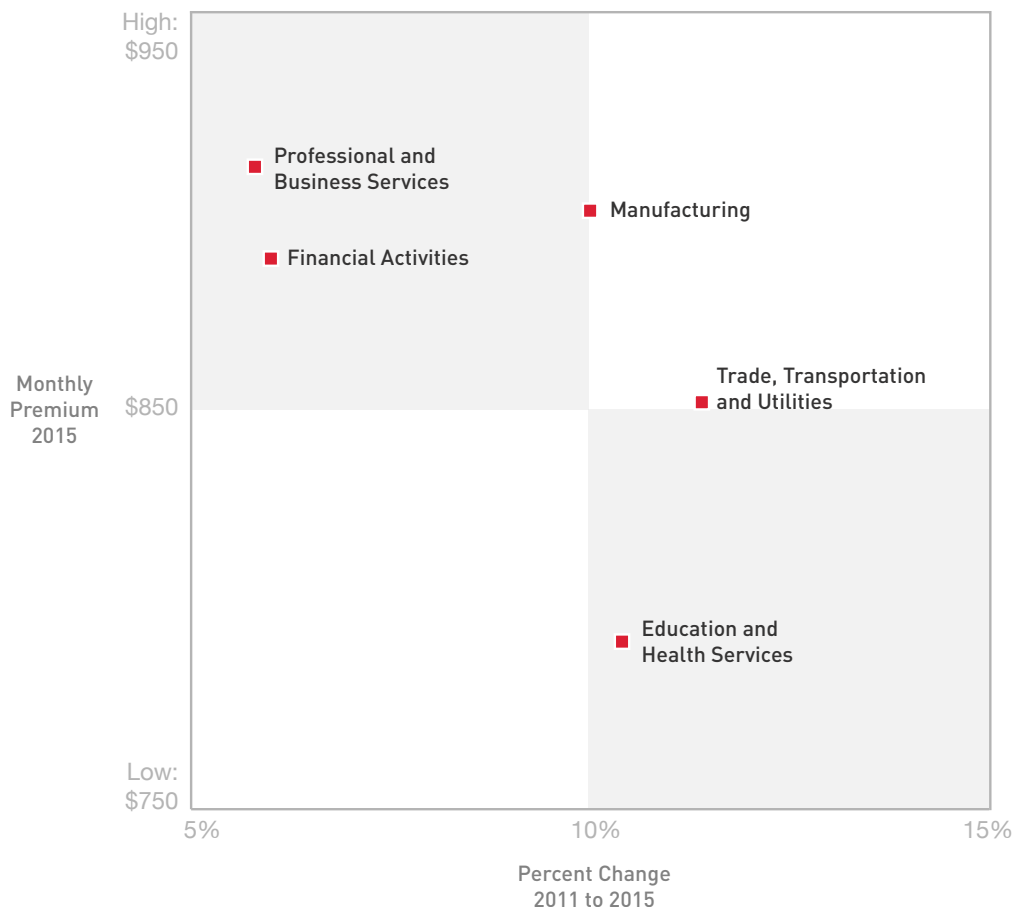 High:
$950
Professional and
Business Services
Manufacturing
Financial Activities
Trade, Transportation
and Utilities
Monthly
Premium
2015
$850
Education and
Health Services
Low:
$750
5%
10%
15%
Percent Change
2011 to 2015